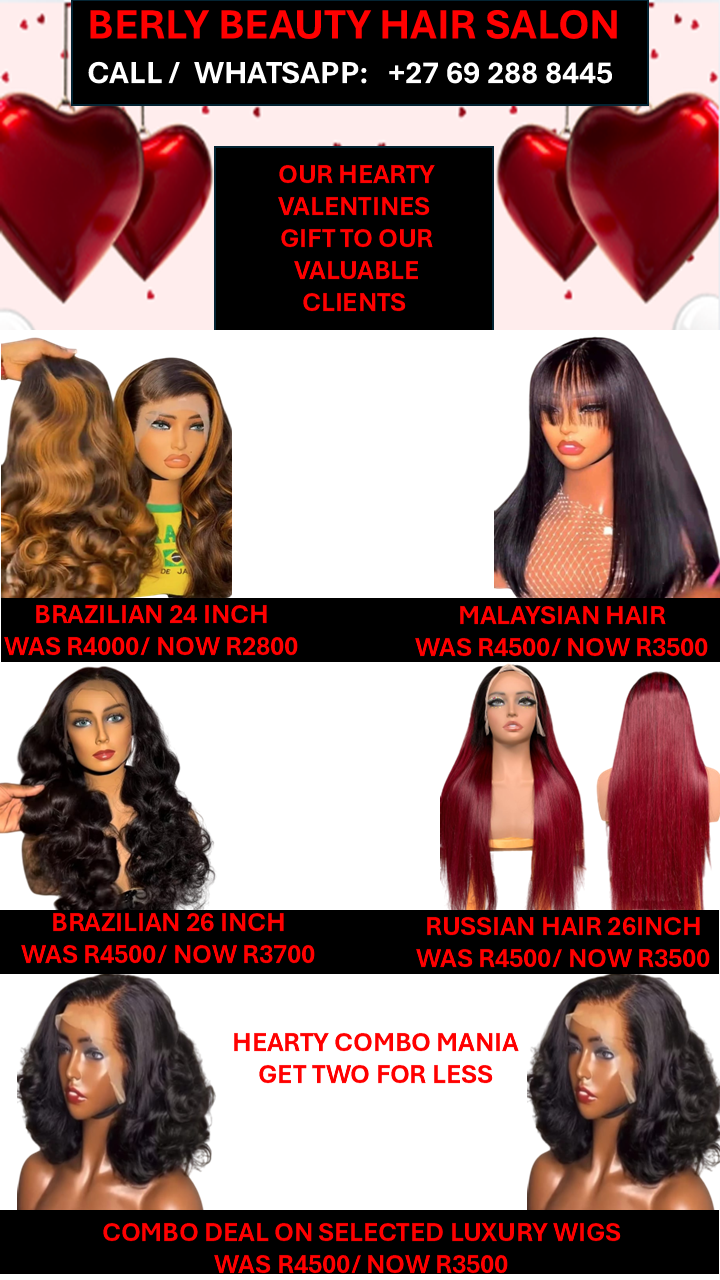 BERLY BEAUTY HAIR SALON
CALL / WHATSAPP: +27 69 288 8445
OUR HEARTY
VALENTINES
GIFT TO OUR
VALUABLE
CLIENTS
BRAZILIAN 24 INCH
WAS R4000/ NOW R2800
MALAYSIAN HAIR
WAS R4500/ NOW R3500
BRAZILIAN 26 INCH
WAS R4500/ NOW R3700
RUSSIAN HAIR 26INCH
WAS R4500/ NOW R3500
HEARTY COMBO MANIA
GET TWO FOR LESS
COMBO DEAL ON SELECTED LUXURY WIGS
WAS R4500/ NOW R3500